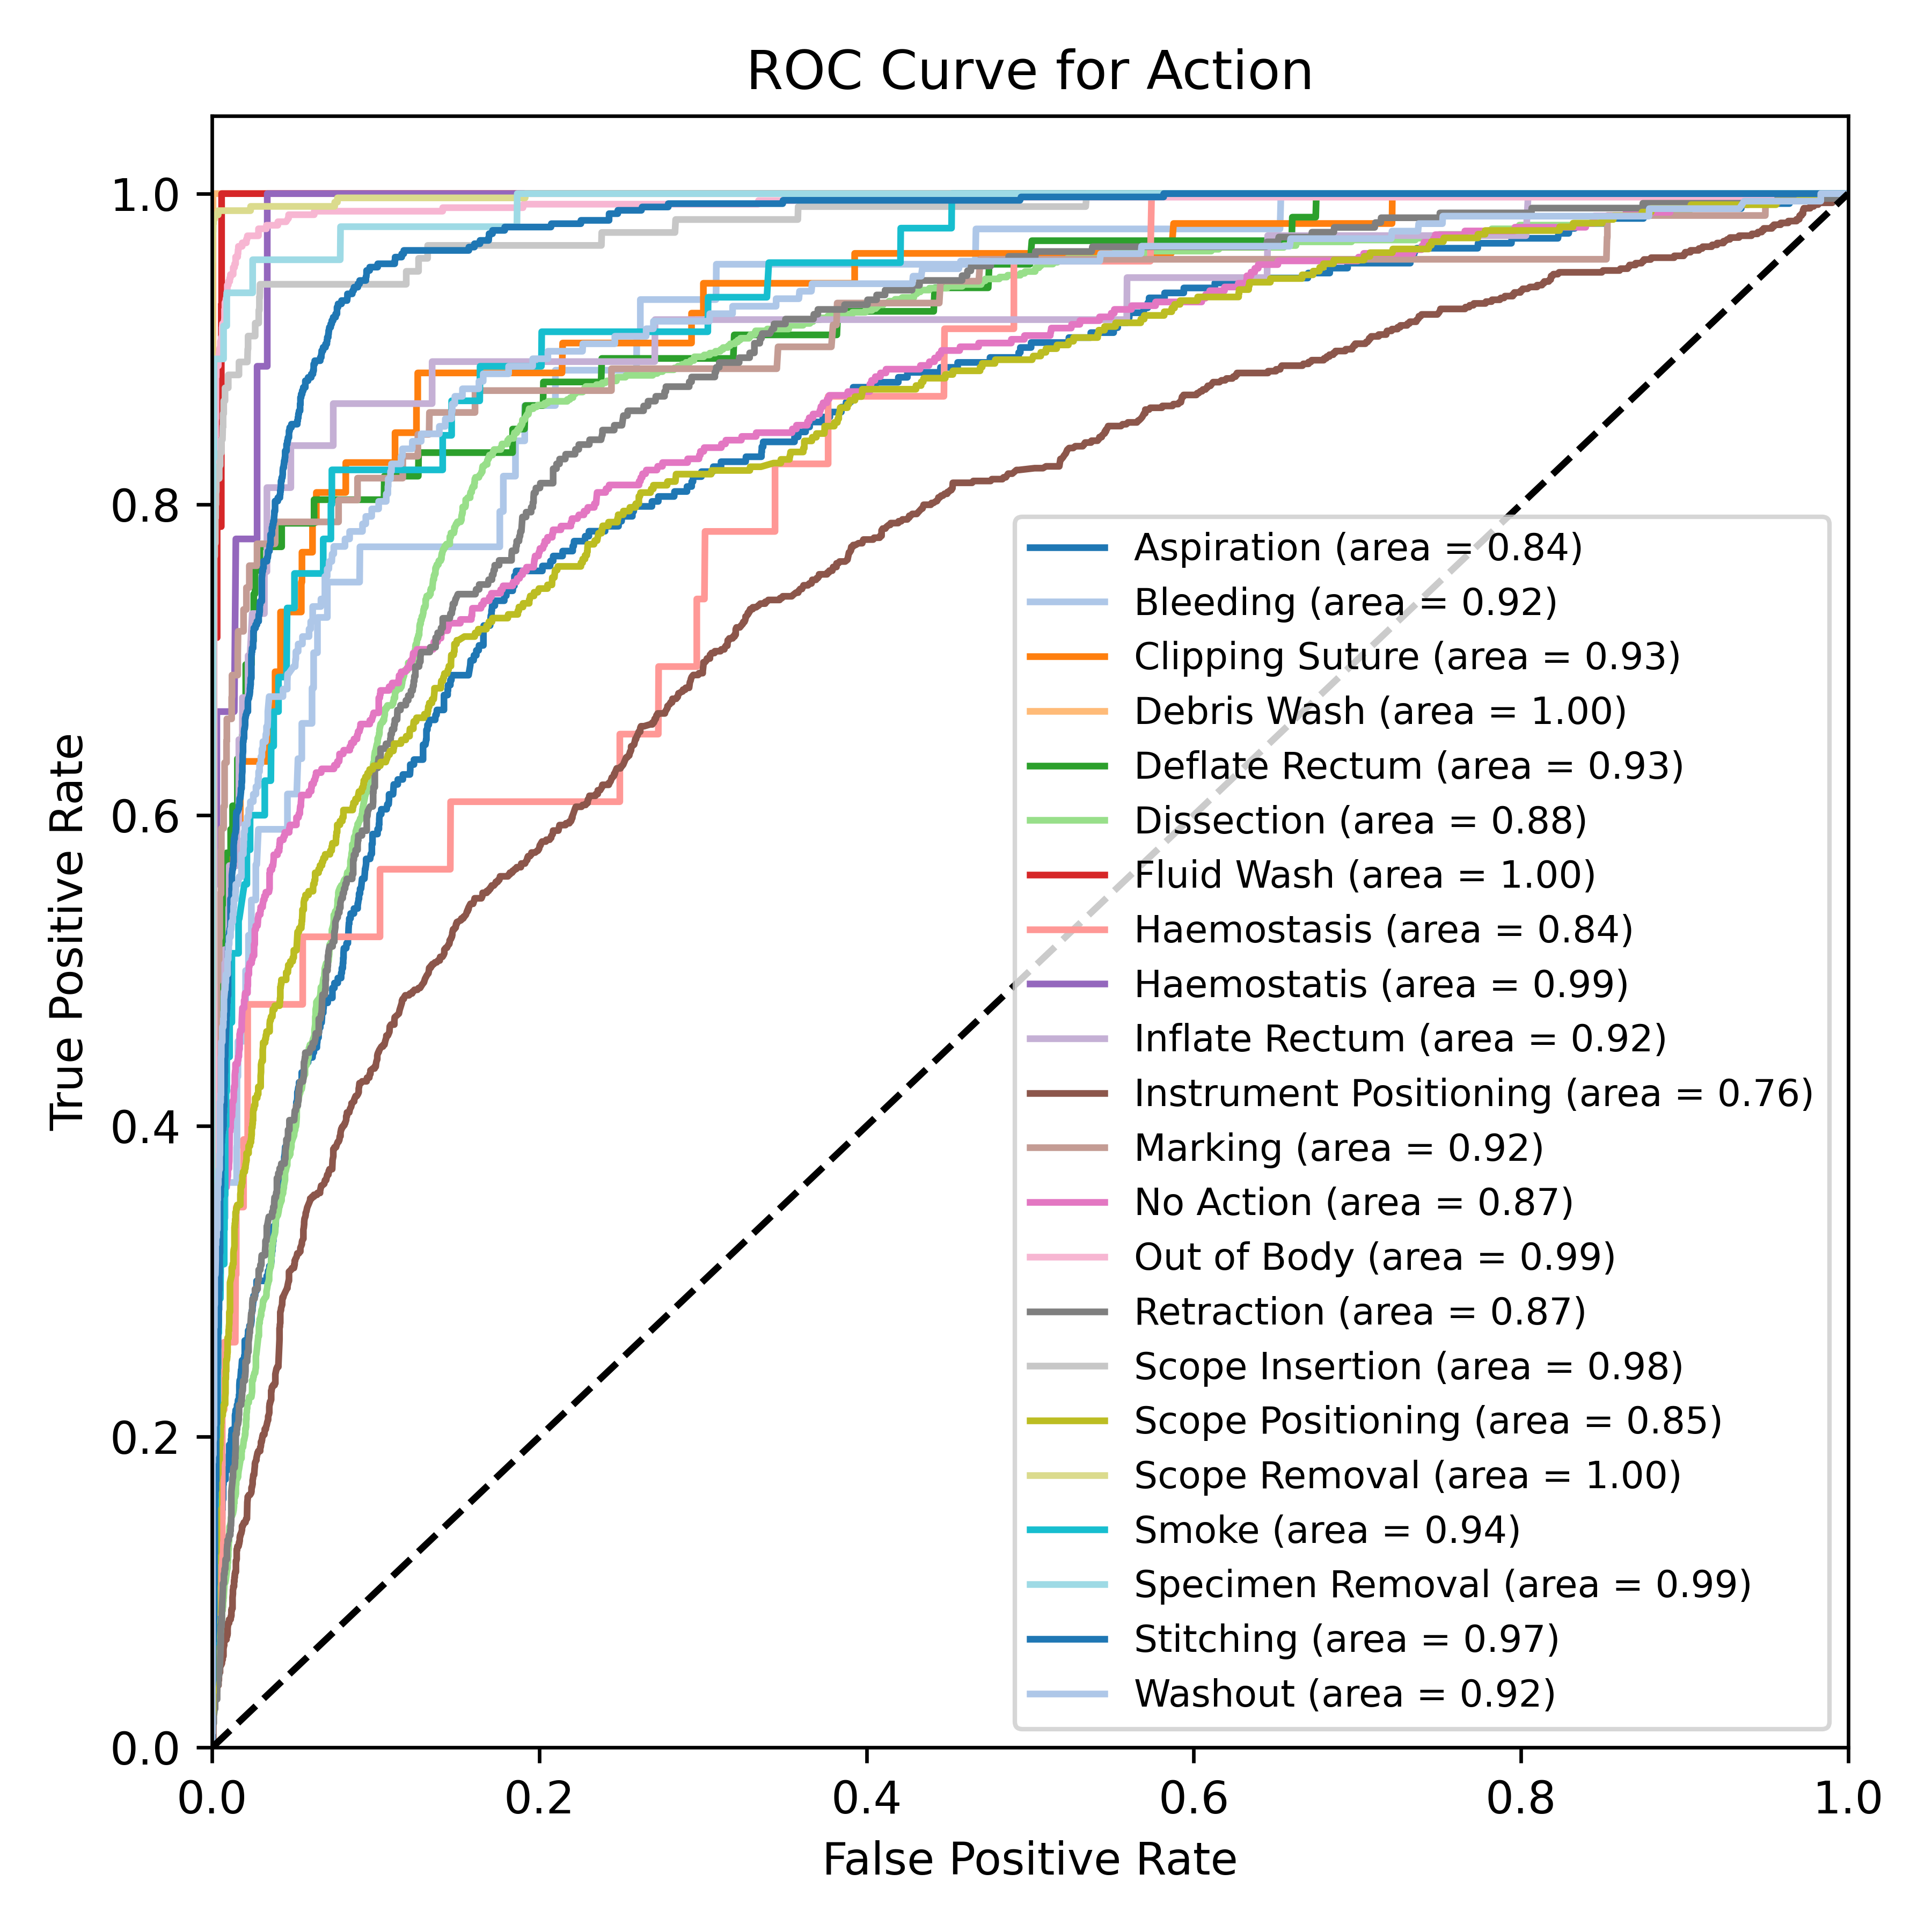 ROC Curve for Action
True Positive Rate
1.0
0.8
0.6
0.4
0.2
0.0
Aspiration (area = 0.84)
Bleeding (area = 0.92)
Clipping Suture (area = 0.93)
Debris Wash (area = 1.00)
Deflate Rectum (area = 0.93)
Dissection (area = 0.88)
Fluid Wash (area = 1.00)
Haemostasis (area = 0.84)
Haemostatis (area = 0.99)
Inflate Rectum (area = 0.92)
Instrument Positioning (area = 0.76)
Marking (area = 0.92)
No Action (area = 0.87)
Out of Body (area = 0.99)
Retraction (area = 0.87)
Scope Insertion (area = 0.98)
Scope Positioning (area = 0.85)
Scope Removal (area = 1.00)
Smoke (area = 0.94)
Specimen Removal (area = 0.99)
Stitching (area = 0.97)
Washout (area = 0.92)
0.0 0.2 0.4 0.6 0.8 1.0
False Positive Rate